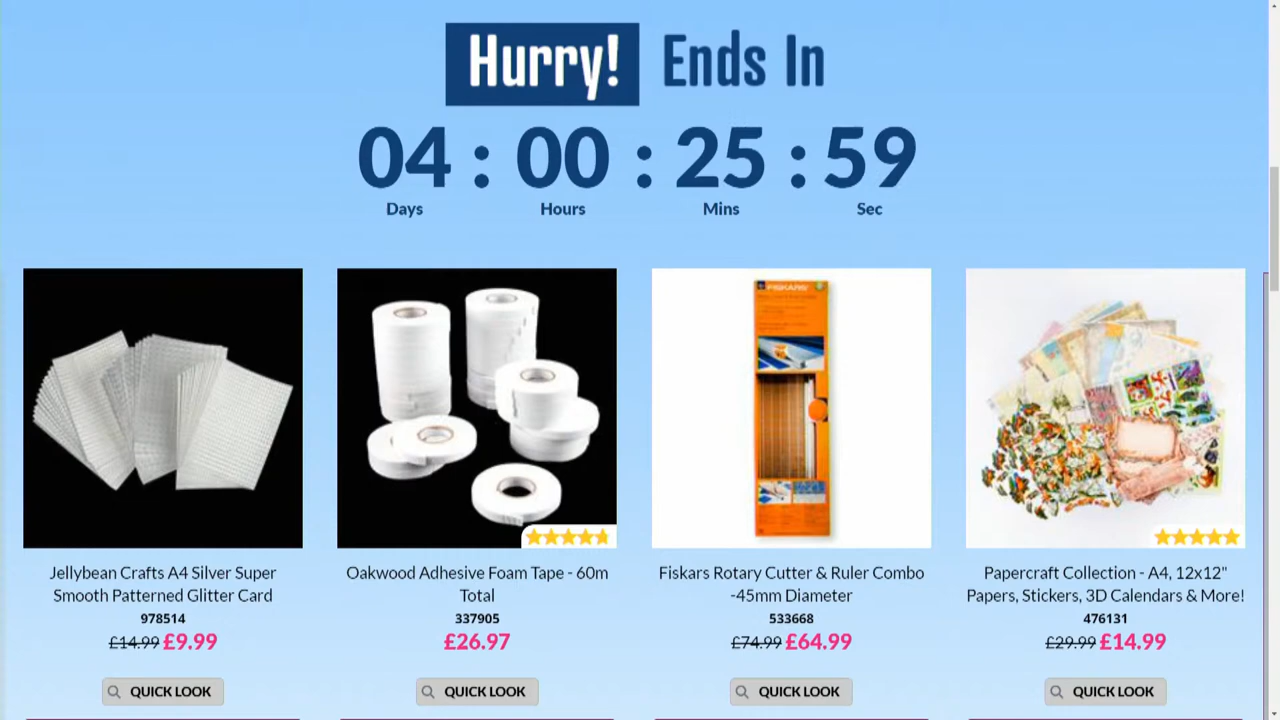 Hurry! Ends In
04 : 00 : 25 : 59
Days Hours Mins Sec
FISKARS
Jellybean Crafts A4 Silver Super
Smooth Patterned Glitter Card
978514
£14.99 £9.99
QUICK LOOK
Oakwood Adhesive Foam Tape - 60m
Total
337905
£26.97
QUICK LOOK
Fiskars Rotary Cutter & Ruler Combo
-45mm Diameter
533668
£74.99 £64.99
QUICK LOOK
Papercraft Collection - A4, 12x12"
Papers, Stickers, 3D Calendars & More!
476131
£29.99 £14.99
QUICK LOOK